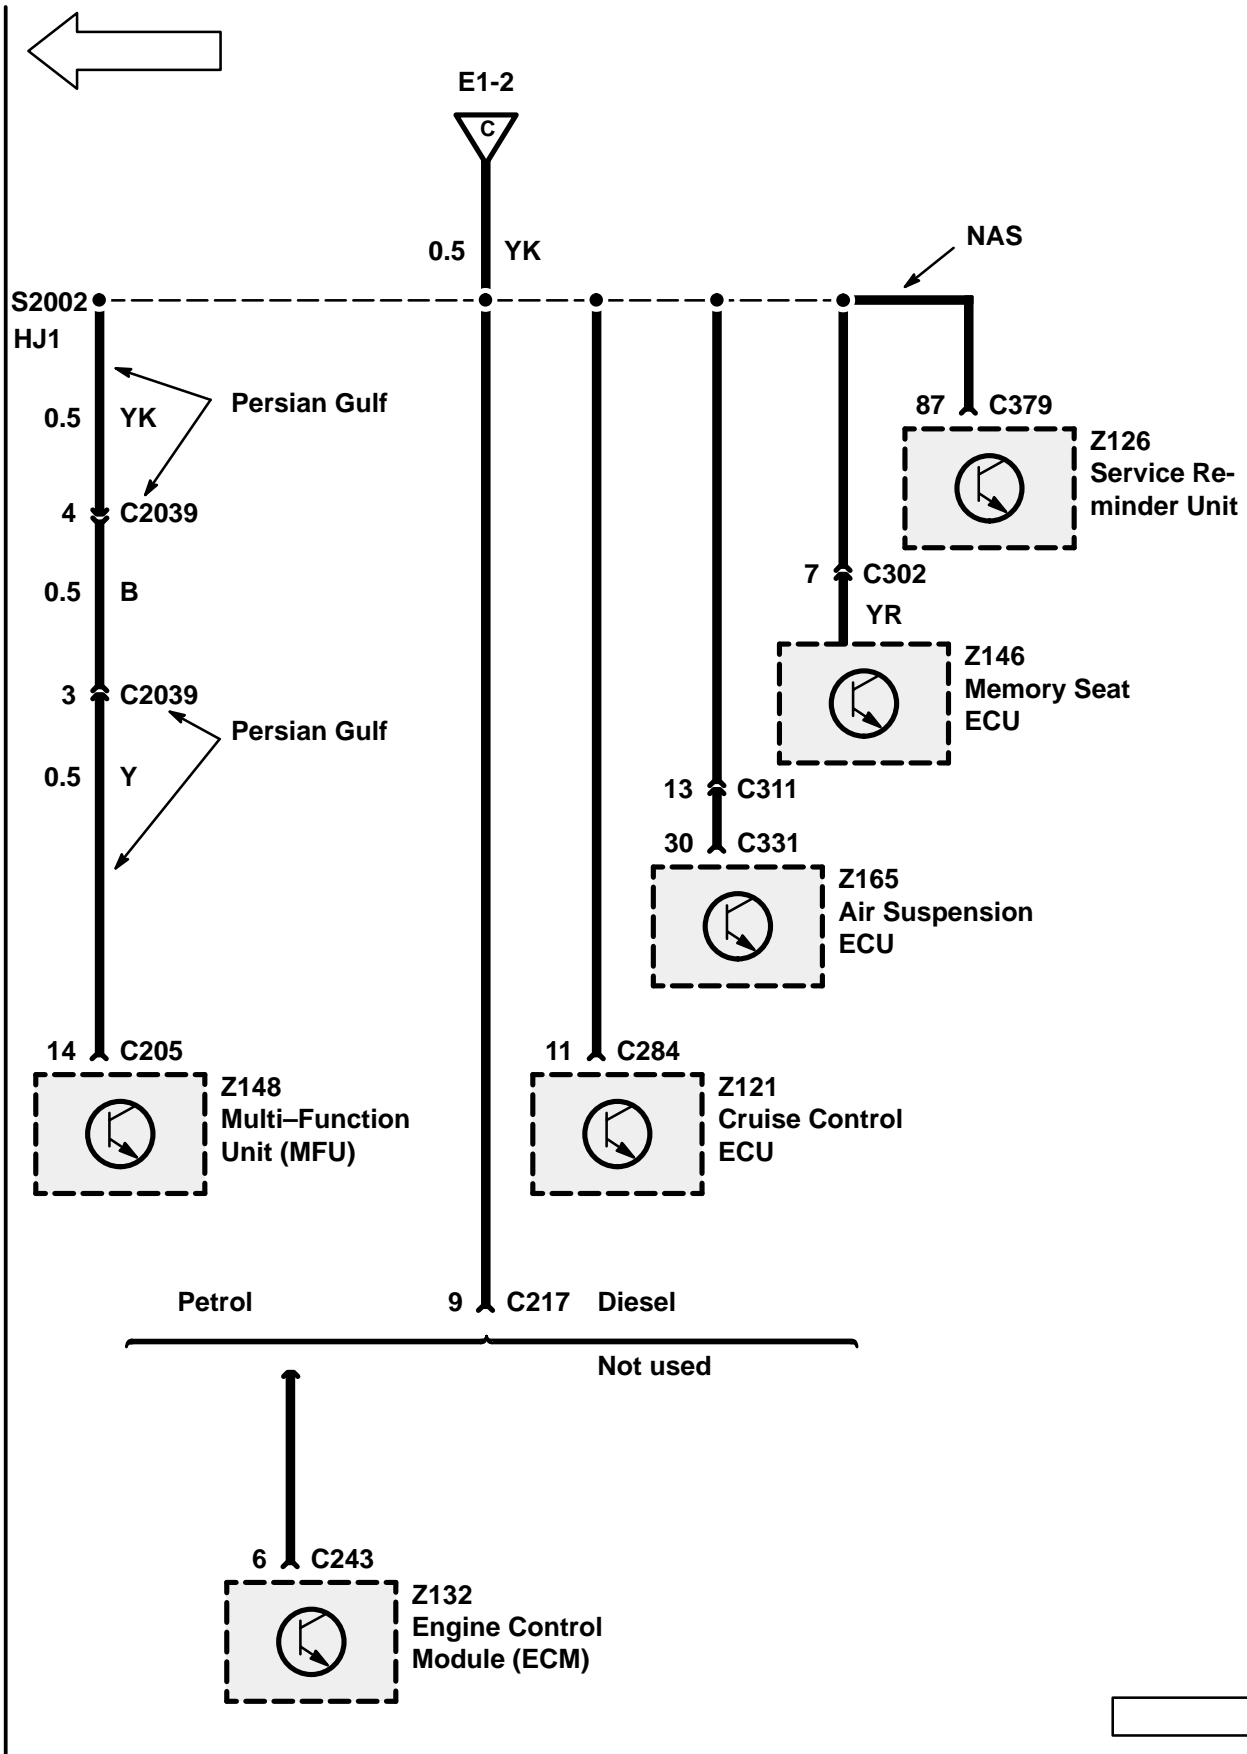 E1-2
C
0.5 YK
NAS
S2002
HJ1
Persian Gulf
0.5 YK
87 C379
Z126
Service Re-
minder Unit
4 C2039
7 C302
0.5 B
YR
Z146
Memory Seat
ECU
3 C2039
Persian Gulf
0.5 Y
13 C311
30 C331
Z165
Air Suspension
ECU
14 C205
Z148
Multi–Function
Unit (MFU)
11 C284
Z121
Cruise Control
ECU
Petrol 9 C217 Diesel
Not used
6 C243
Z132
Engine Control
Module (ECM)